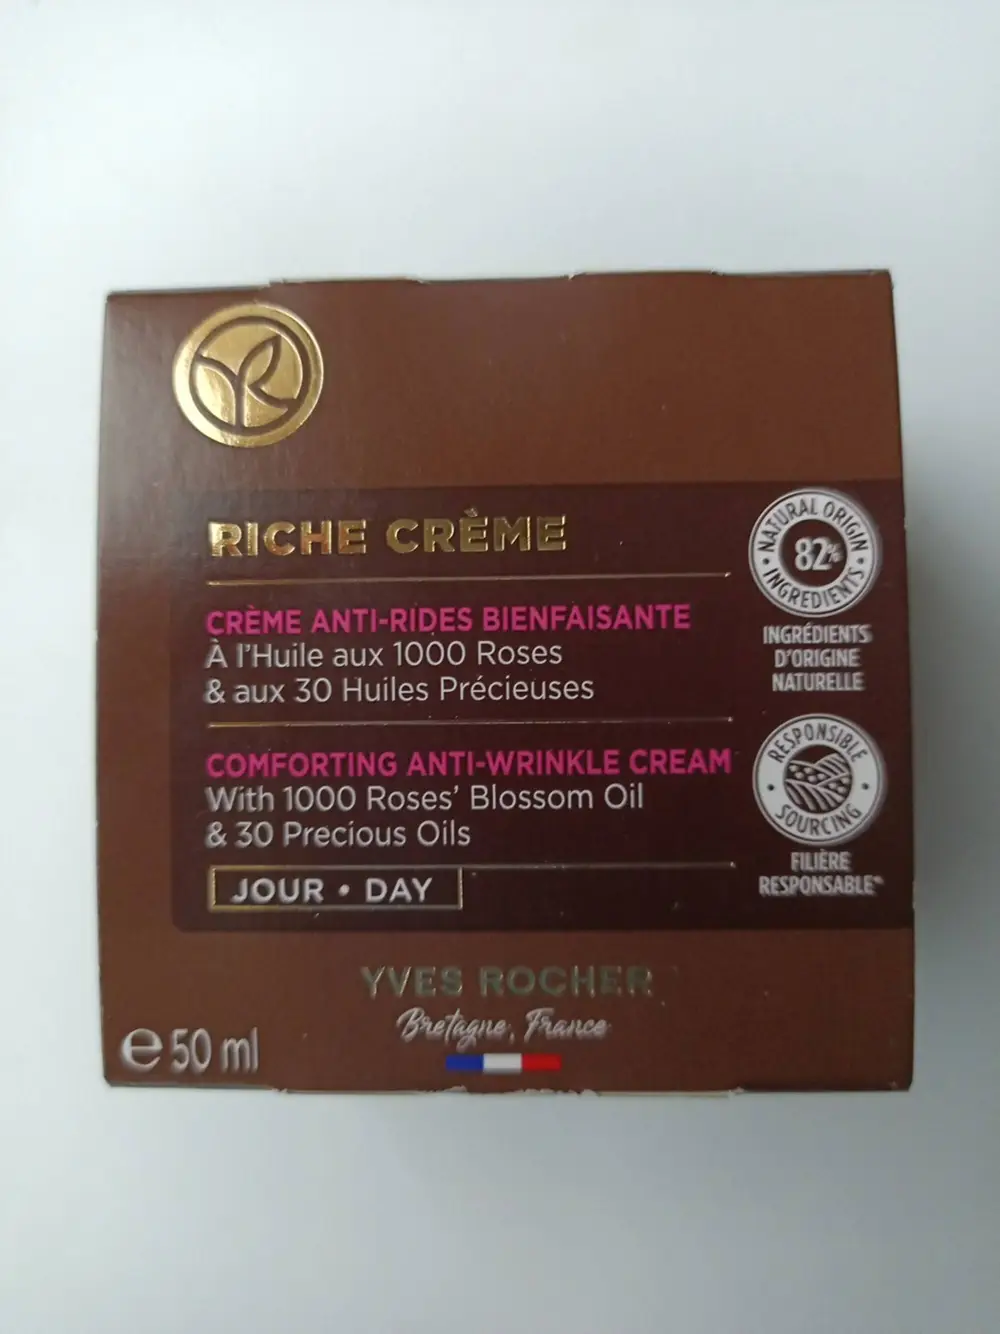 RICHE CRÈME
CRÈME ANTI-RIDES BIENFAISANTE
À l'Huile aux 1000 Roses
& aux 30 Huiles Précieuses
COMFORTING ANTI-WRINKLE CREAM
With 1000 Roses' Blossom Oil
& 30 Precious Oils
JOUR • DAY
NATURAL ORIGIN
82%
INGREDIENTS
INGRÉDIENTS
D'ORIGINE
NATURELLE
RESPONSIBLE
SOURCING
FILIÈRE
RESPONSABLE*
YVES ROCHER
Bretagne, France
℮ 50 ml